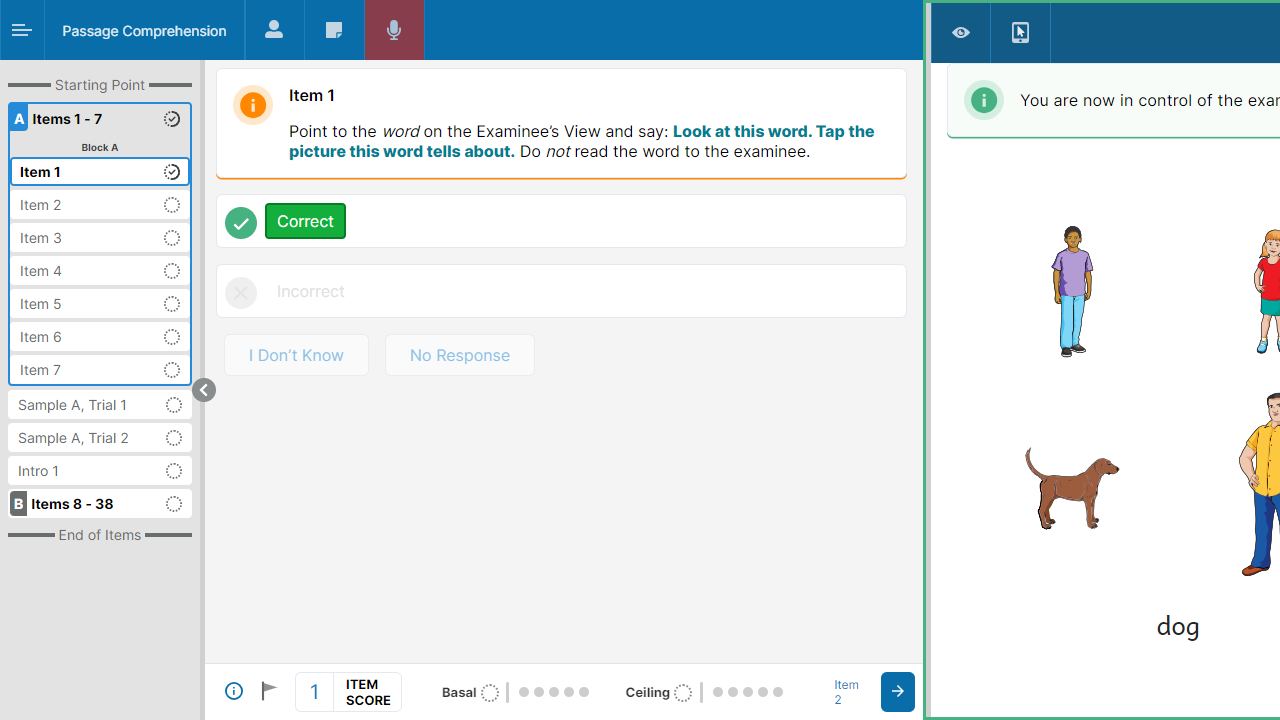 Passage Comprehension
Starting Point
A Items 1 - 7
Block A
Item 1
Item 2
Item 3
Item 4
Item 5
Item 6
Item 7
Sample A, Trial 1
Sample A, Trial 2
Intro 1
B Items 8 - 38
End of Items
Item 1
Point to the word on the Examinee’s View and say: Look at this word. Tap the
picture this word tells about. Do not read the word to the examinee.
Correct
Incorrect
I Don’t Know
No Response
1 ITEM
SCORE
Basal
Ceiling
Item
2
You are now in control of the
dog